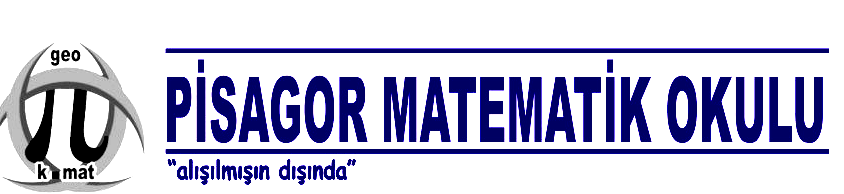 geo
k mat
PİSAGOR MATEMATİK OKULU
“alışılmışın dışında”